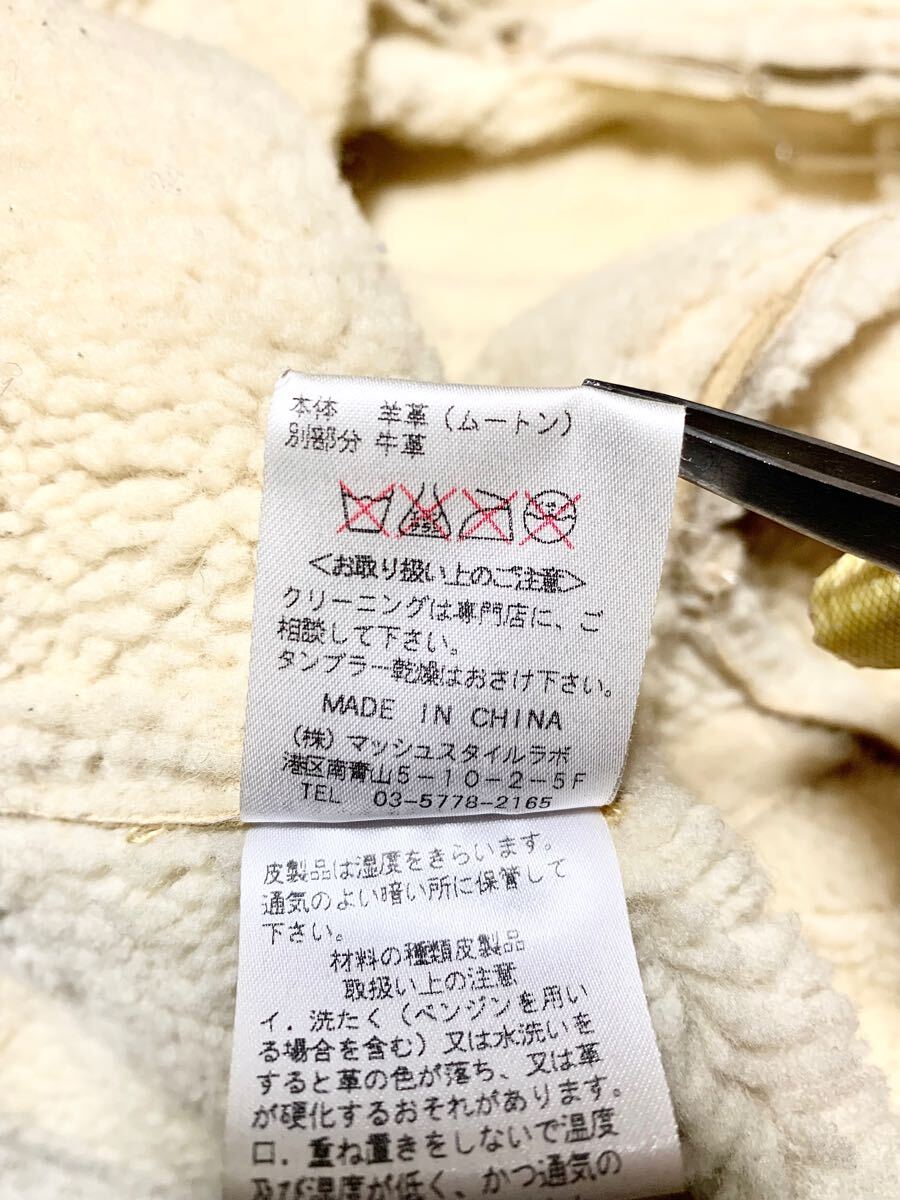 本体 羊革(ムートン)
別部分 牛革
<お取り扱い上のご注意>
クリーニングは専門店に、ご
相談して下さい。
タンブラー乾燥はおさけ下さい。
MADE IN CHINA
(株)マッシュスタイルラボ
港区南青山5-10-2-5F
TEL 03-5778-2165
皮製品は湿度をきらいます。
通気のよい暗い所に保管して
下さい。
材料の種類皮製品
取扱い上の注意
イ.洗たく(ベンジンを用い
る場合を含む)又は水洗いを
すると革の色が落ち、又は革
が硬化するおそれがあります。
ロ.重ね置きをしないで温度
及び湿度が低く、かつ通気の